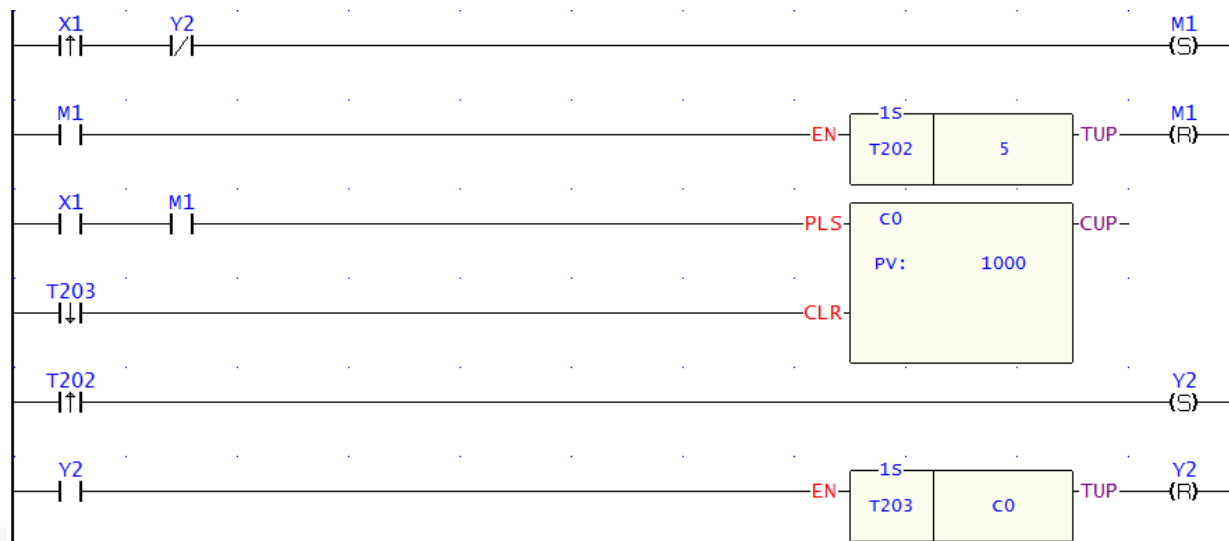 X1 Y2 M1
(S)
M1 1S M1
EN T202 5 TUP (R)
X1 M1
PLS C0 CUP
PV: 1000
T203
CLR
T202 Y2
(S)
Y2 1S Y2
EN T203 C0 TUP (R)